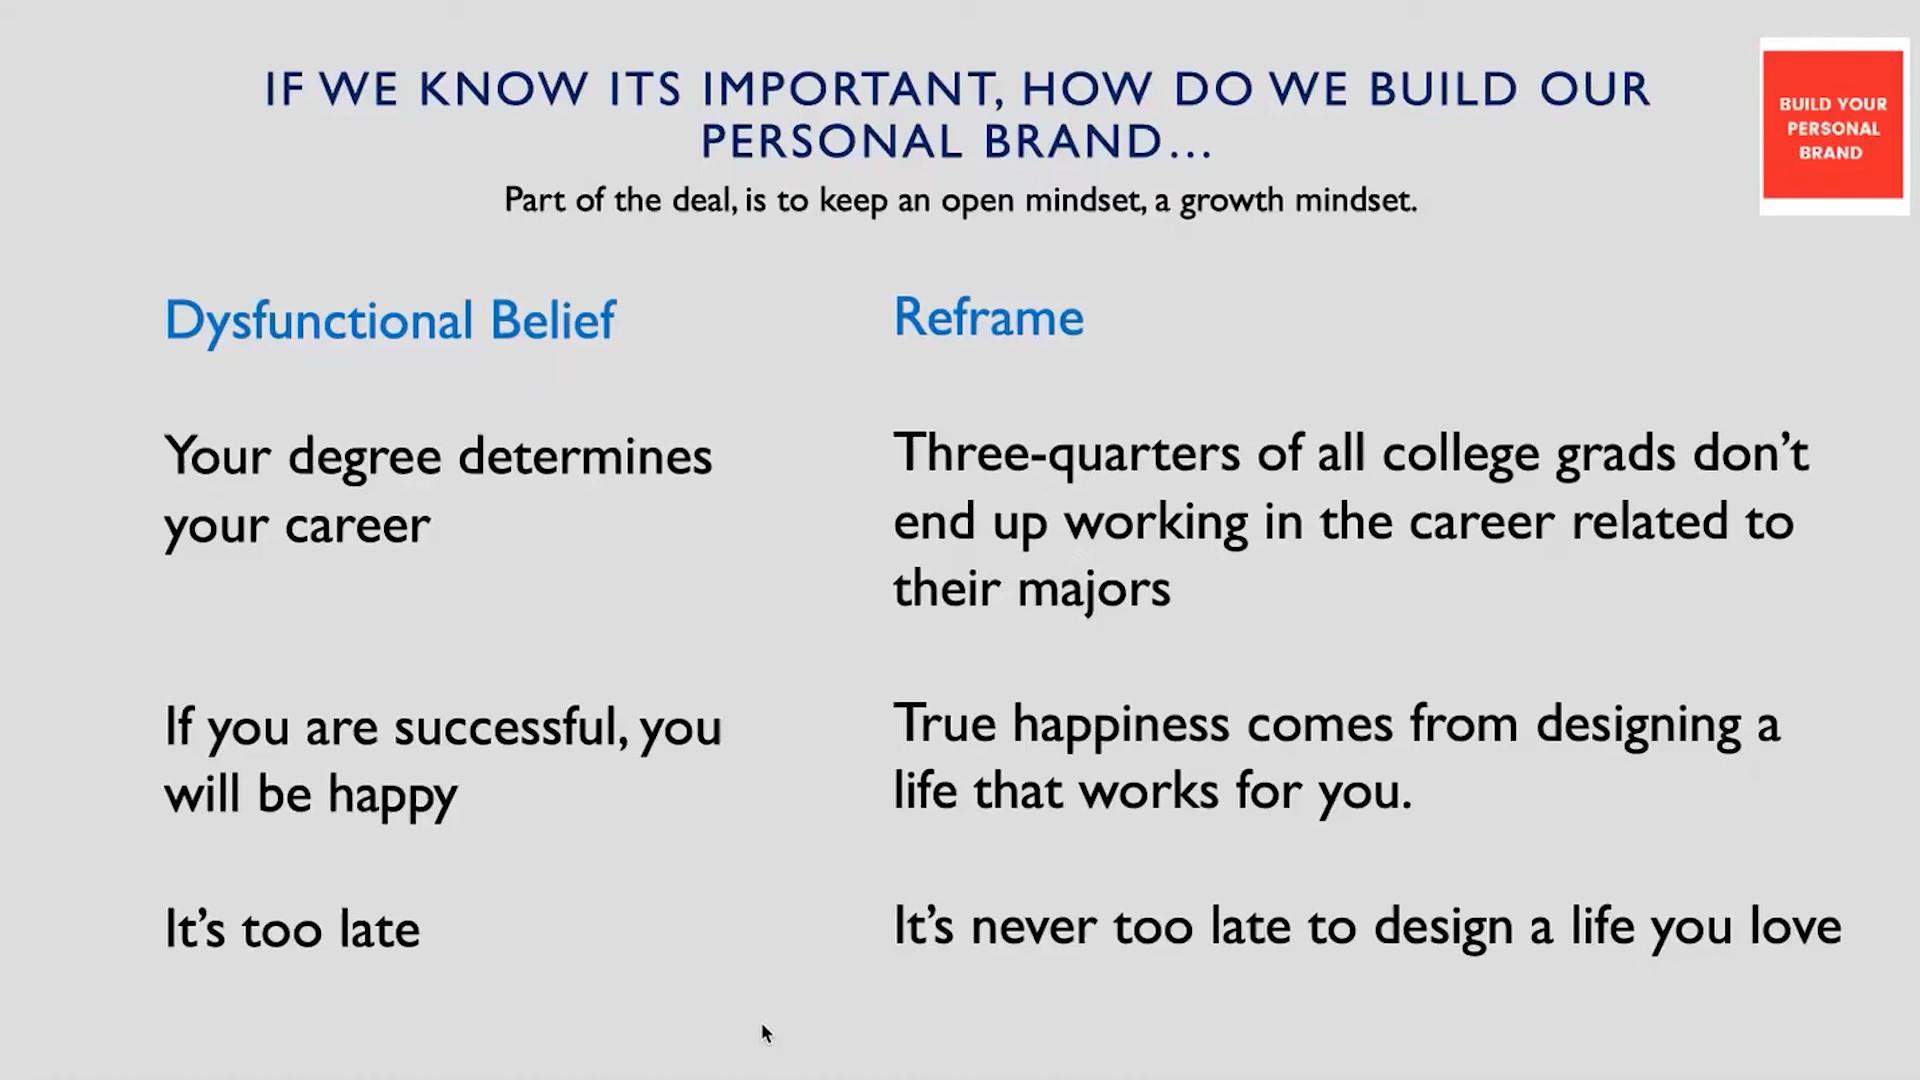 IF WE KNOW ITS IMPORTANT, HOW DO WE BUILD OUR
PERSONAL BRAND...
Part of the deal, is to keep an open mindset, a growth mindset.
BUILD YOUR
PERSONAL
BRAND
Dysfunctional Belief
Reframe
Your degree determines
your career
Three-quarters of all college grads don’t
end up working in the career related to
their majors
If you are successful, you
will be happy
True happiness comes from designing a
life that works for you.
It’s too late
It’s never too late to design a life you love